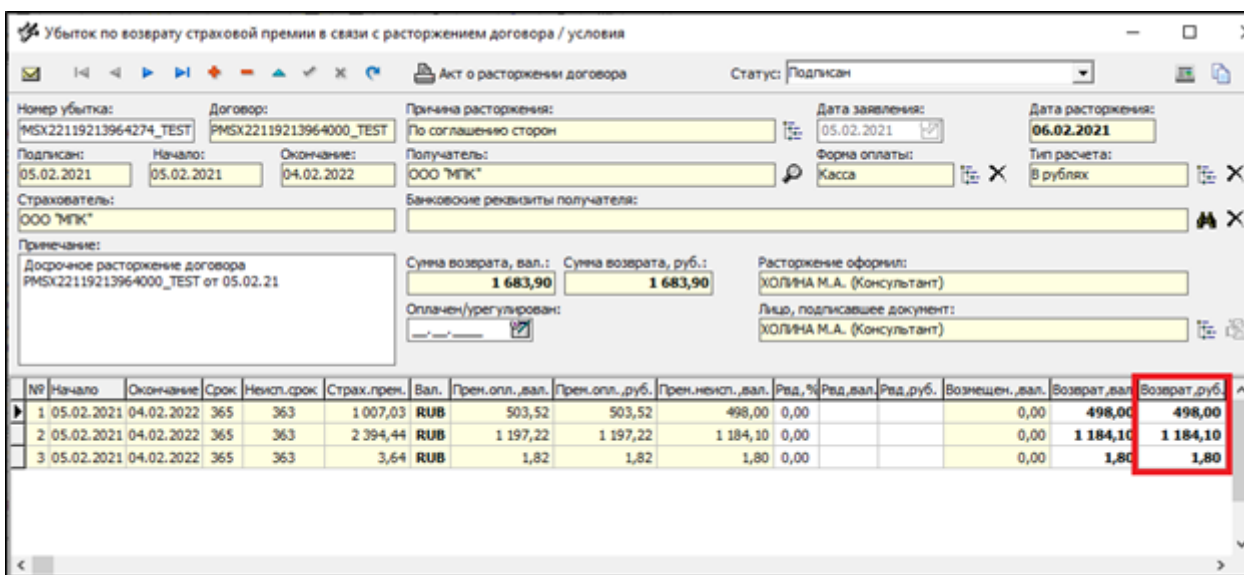 Убыток по возврату страховой премии в связи с расторжением договора / условия
Акт о расторжении договора Статус: Подписан
Номер убытка: Договор: Причина расторжения: Дата заявления: Дата расторжения:
MSX22119213964274_TEST PMSX22119213964000_TEST По соглашению сторон 05.02.2021 06.02.2021
Подписан: Начало: Окончание: Получатель: Форма оплаты: Тип расчета:
05.02.2021 05.02.2021 04.02.2022 ООО "МПК" Касса В рублях
Страхователь: Банковские реквизиты получателя:
ООО "МПК"
Примечание:
Досрочное расторжение договора Сумма возврата, вал.: Сумма возврата, руб.: Расторжение оформил:
PMSX22119213964000_TEST от 05.02.21 1 683,90 1 683,90 ХОЛИНА М.А. (Консультант)
Оплачен/урегулирован: Лицо, подписавшее документ:
__.__.____ ХОЛИНА М.А. (Консультант)
№ Начало Окончание Срок Неисп.срок Страх.прен. Вал. Прен.опл.,вал. Прен.опл.,руб. Прен.неисп.,вал. Рвд,% Рвд,вал. Рвд,руб. Возмещен.,вал. Возврат,вал Возврат,руб.
1 05.02.2021 04.02.2022 365 363 1 007,03 RUB 503,52 503,52 498,00 0,00 0,00 498,00 498,00
2 05.02.2021 04.02.2022 365 363 2 394,44 RUB 1 197,22 1 197,22 1 184,10 0,00 0,00 1 184,10 1 184,10
3 05.02.2021 04.02.2022 365 363 3,64 RUB 1,82 1,82 1,80 0,00 0,00 1,80 1,80